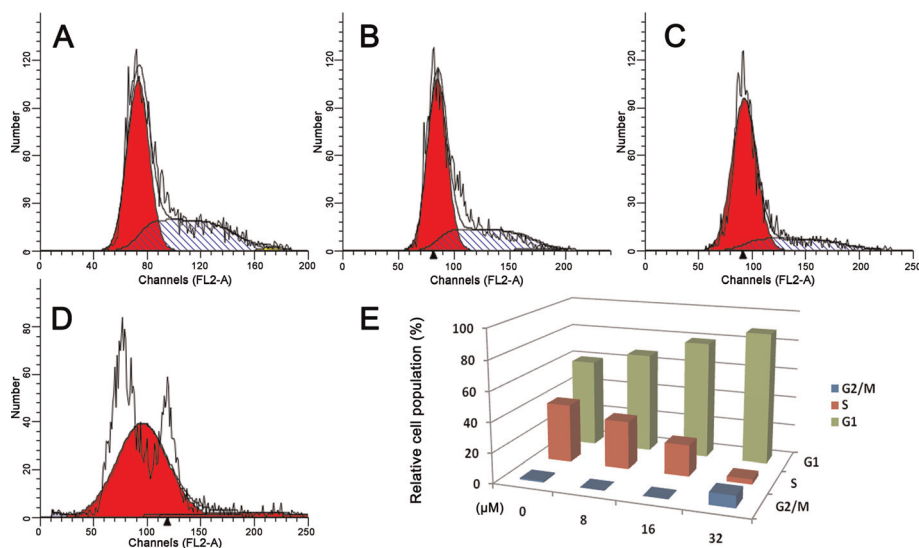 A
Number
120
90
60
30
0
0 40 80 120 160 200
Channels (FL2-A)
B
Number
120
90
60
30
0
0 50 100 150 200
Channels (FL2-A)
C
Number
120
90
60
30
0
0 50 100 150 200 250
Channels (FL2-A)
D
Number
80
60
40
20
0
0 50 100 150 200 250
Channels (FL2-A)
E
Relative cell population (%)
100
80
60
40
20
0
(μM) 0 8 16 32
G1
S
G2/M
G2/M
S
G1